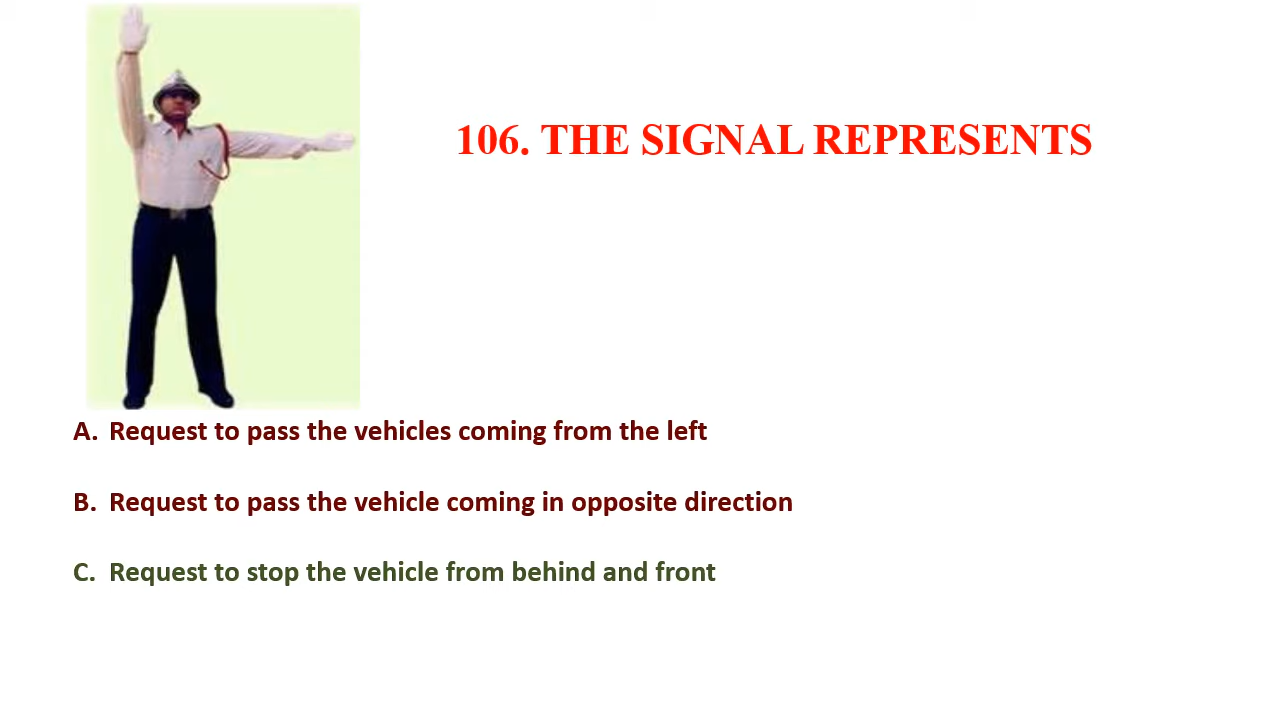 106. THE SIGNAL REPRESENTS
A. Request to pass the vehicles coming from the left
B. Request to pass the vehicle coming in opposite direction
C. Request to stop the vehicle from behind and front